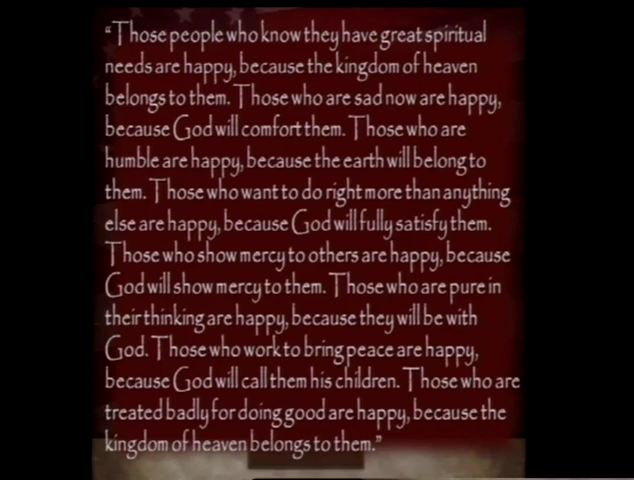 “Those people who know they have great spiritual
needs are happy, because the kingdom of heaven
belongs to them. Those who are sad now are happy,
because God will comfort them. Those who are
humble are happy, because the earth will belong to
them. Those who want to do right more than anything
else are happy, because God will fully satisfy them.
Those who show mercy to others are happy, because
God will show mercy to them. Those who are pure in
their thinking are happy, because they will be with
God. Those who work to bring peace are happy,
because God will call them his children. Those who are
treated badly for doing good are happy, because the
kingdom of heaven belongs to them.”